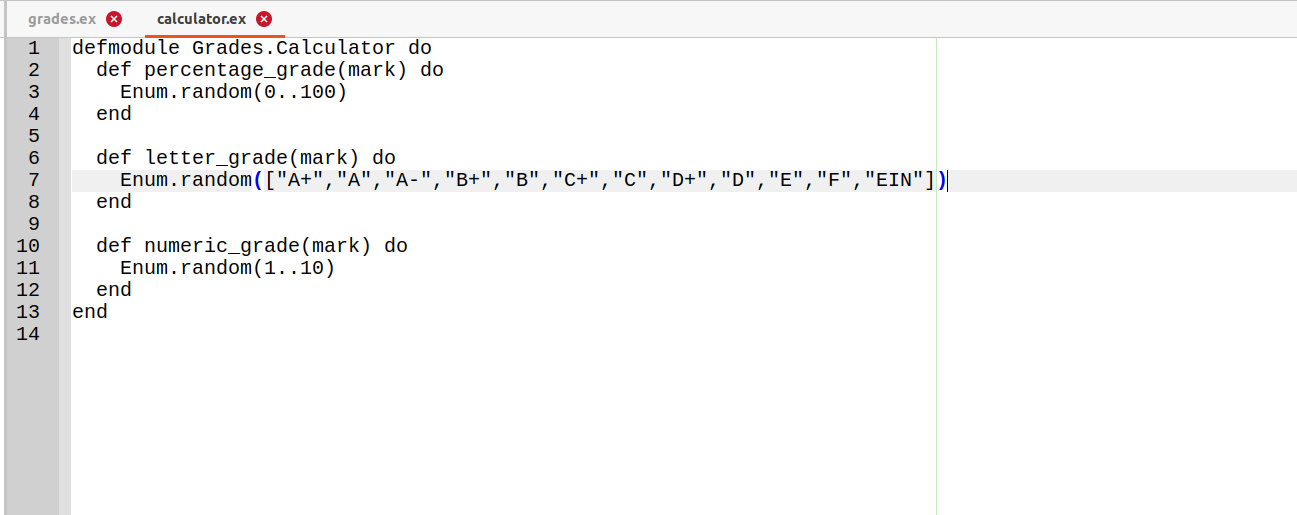 grades.ex calculator.ex
1 defmodule Grades.Calculator do
2   def percentage_grade(mark) do
3     Enum.random(0..100)
4   end
5
6   def letter_grade(mark) do
7     Enum.random(["A+","A","A-","B+","B","C+","C","D+","D","E","F","EIN"])
8   end
9
10   def numeric_grade(mark) do
11     Enum.random(1..10)
12   end
13 end
14